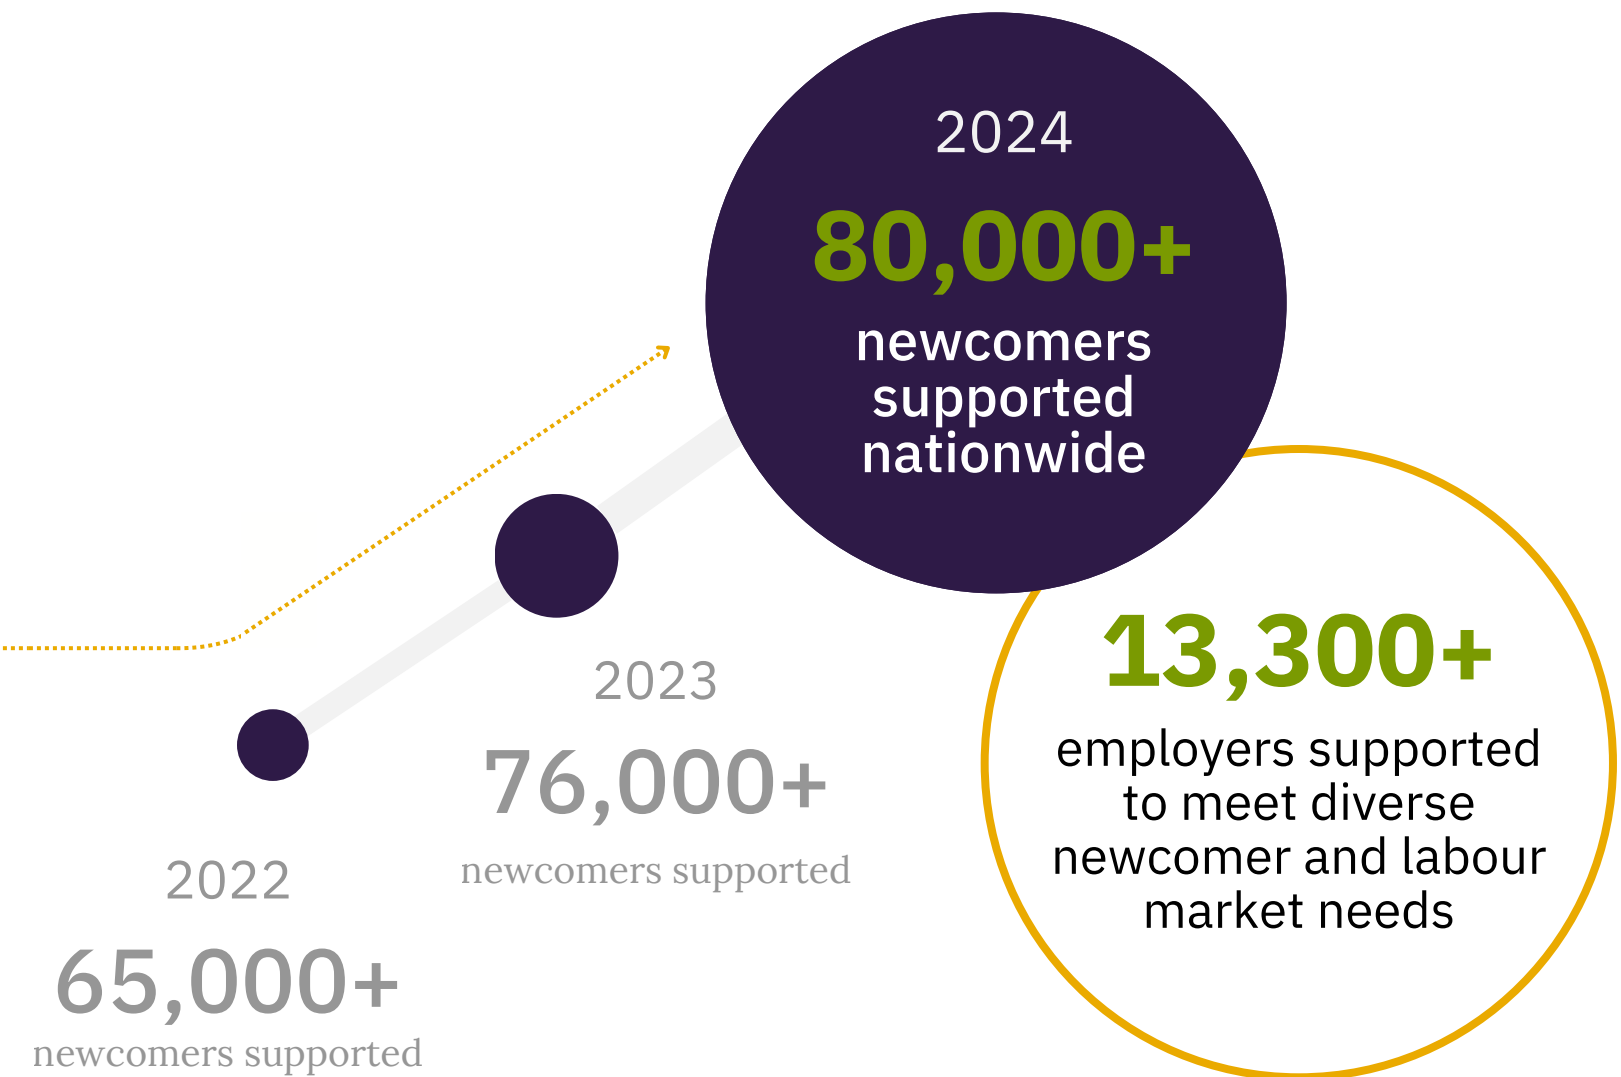 2024
80,000+
newcomers
supported
nationwide
2023
76,000+
newcomers supported
2022
65,000+
newcomers supported
13,300+
employers supported
to meet diverse
newcomer and labour
market needs